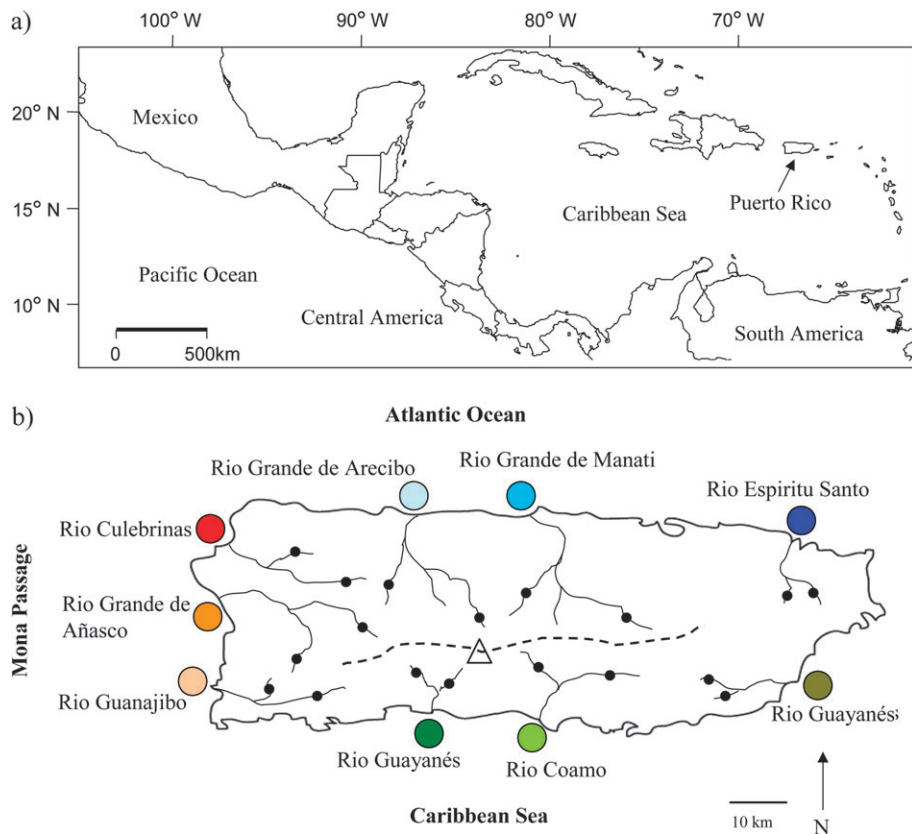 a)
100° W
90° W
80° W
70° W
20° N
15° N
10° N
Mexico
Puerto Rico
Caribbean Sea
Pacific Ocean
Central America
South America
0
500km
b)
Atlantic Ocean
Rio Grande de Arecibo
Rio Grande de Manati
Rio Espiritu Santo
Rio Culebrinas
Mona Passage
Rio Grande de
Añasco
Rio Guanajibo
Rio Guayanés
Rio Guayanés
Rio Coamo
Caribbean Sea
10 km
N